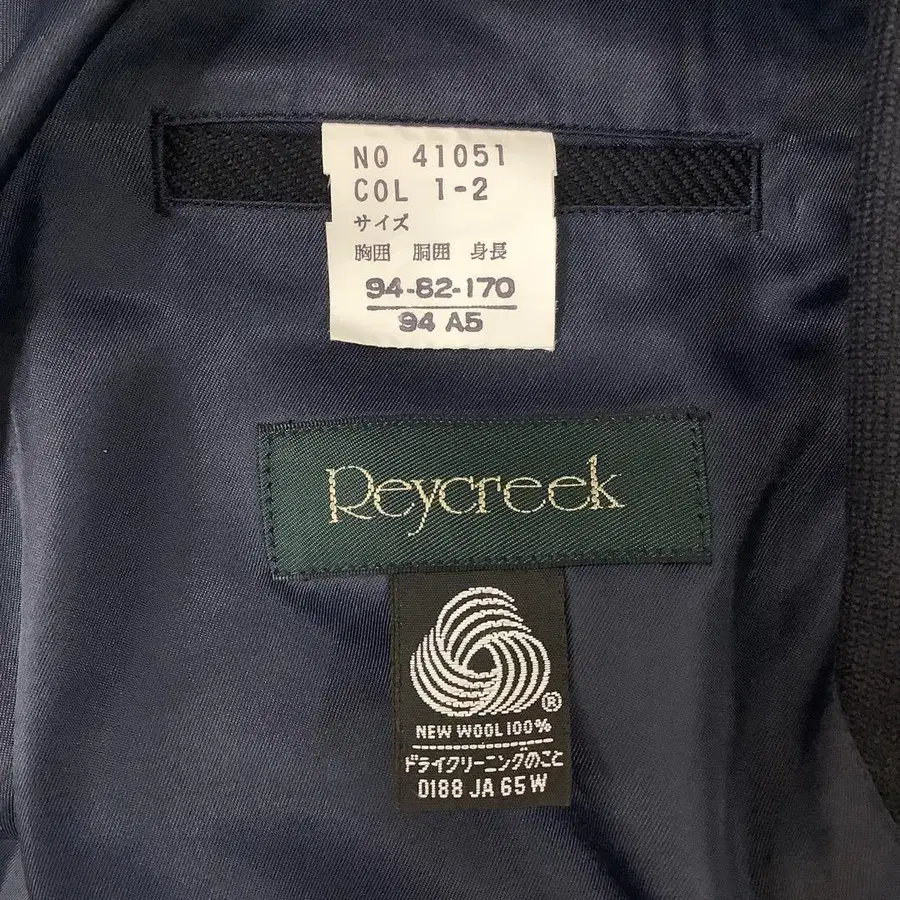 NO 41051
COL 1-2
サイズ
胸囲 胴囲 身長
94-82-170
94 A5
Reycreek
®
NEW WOOL 100%
ドライクリーニングのこと
0188 JA 65W